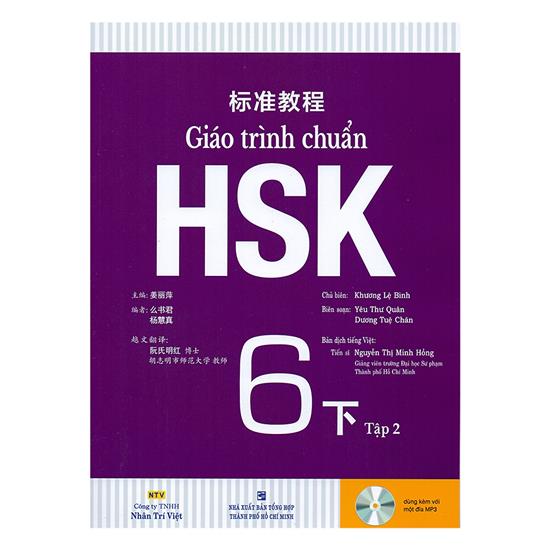 标准教程
Giáo trình chuẩn
HSK
主编: 姜丽萍
编者: 么书君
杨慧真
越文翻译:
阮氏明红 博士
胡志明市师范大学 教师
Chủ biên: Khương Lệ Bình
Biên soạn: Yêu Thư Quân
Dương Tuệ Chân
Bản dịch tiếng Việt:
Tiến sĩ Nguyễn Thị Minh Hồng
Giảng viên trường Đại học Sư phạm
Thành phố Hồ Chí Minh
6 下 Tập 2
NTV
Công ty TNHH
Nhân Trí Việt
NHÀ XUẤT BẢN TỔNG HỢP
THÀNH PHỐ HỒ CHÍ MINH
dùng kèm với
một đĩa MP3